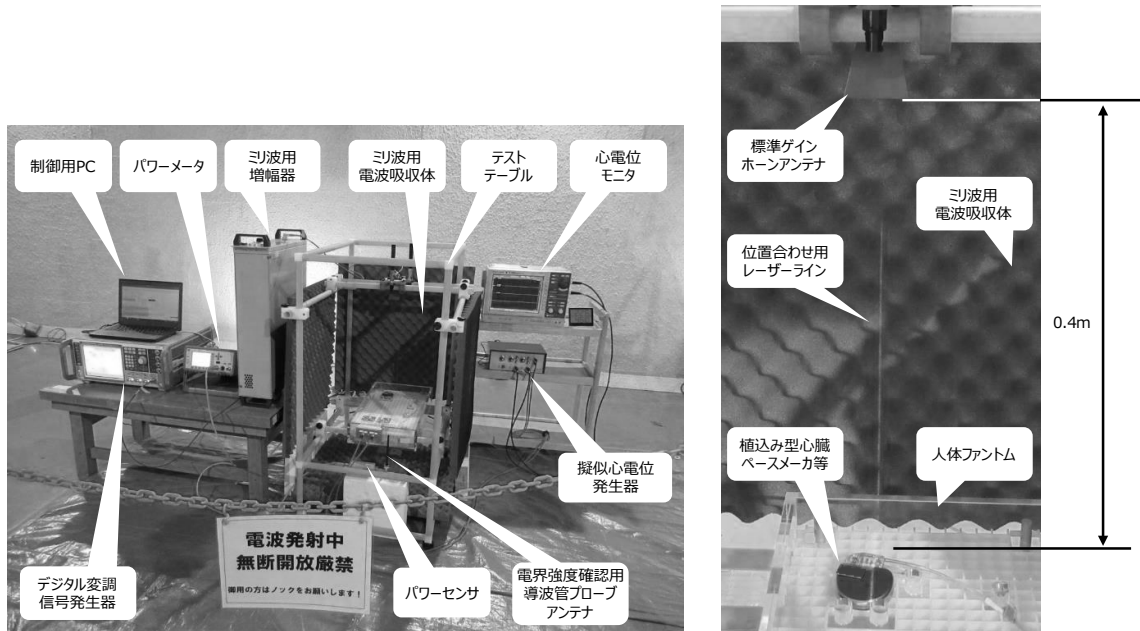 制御用PC
パワーメータ
ミリ波用
増幅器
ミリ波用
電波吸収体
テスト
テーブル
心電位
モニタ
擬似心電位
発生器
電波発射中
無断開放厳禁
御用の方はノックをお願いします！
デジタル変調
信号発生器
パワーセンサ
電界強度確認用
導波管プローブ
アンテナ
標準ゲイン
ホーンアンテナ
ミリ波用
電波吸収体
位置合わせ用
レーザーライン
0.4m
植込み型心臓
ペースメーカ等
人体ファントム